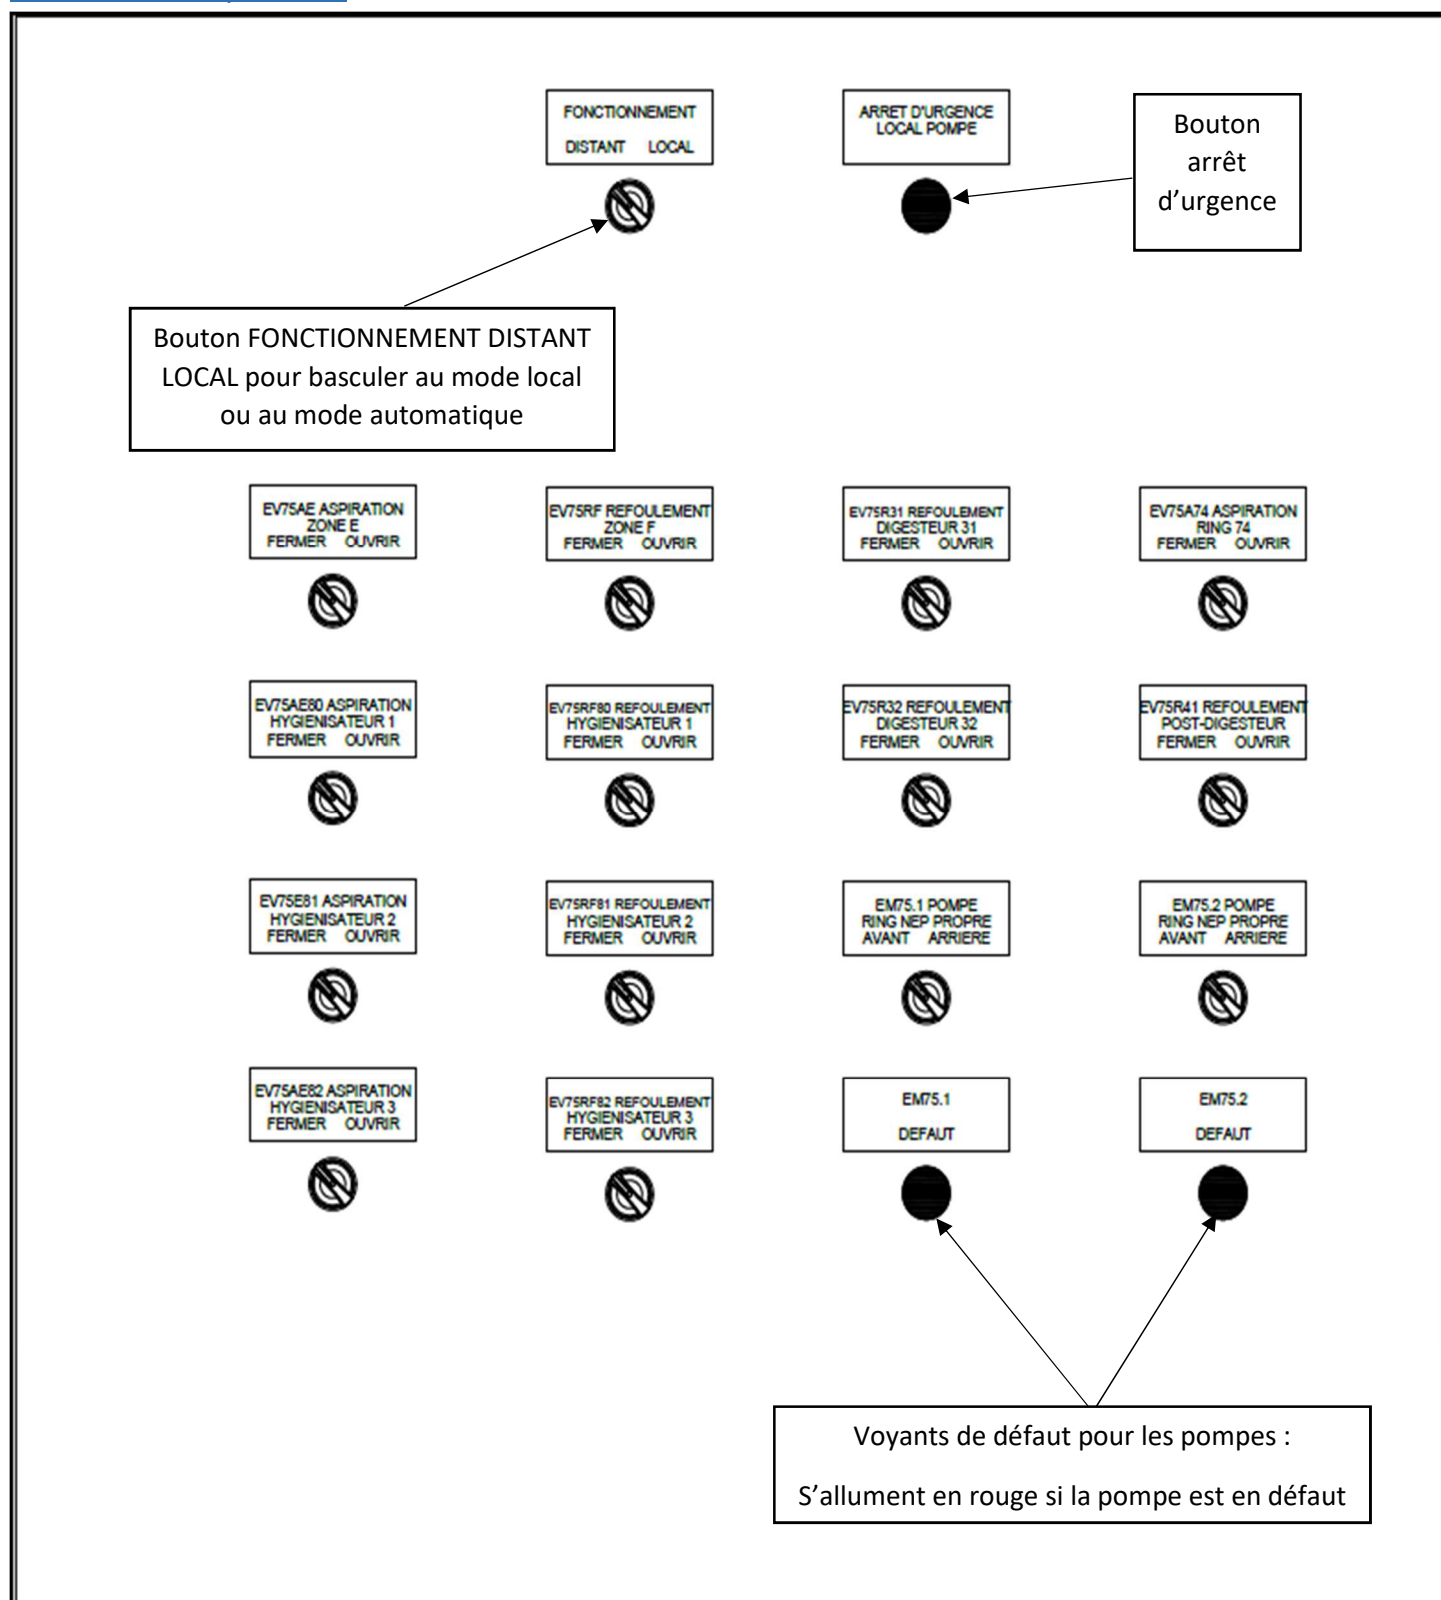 FONCTIONNEMENT
DISTANT LOCAL
ARRET D'URGENCE
LOCAL POMPE
Bouton
arrêt
d’urgence
Bouton FONCTIONNEMENT DISTANT
LOCAL pour basculer au mode local
ou au mode automatique
EV75AE ASPIRATION
ZONE E
FERMER OUVRIR
EV75RF REFOULEMENT
ZONE F
FERMER OUVRIR
EV75R31 REFOULEMENT
DIGESTEUR 31
FERMER OUVRIR
EV75A74 ASPIRATION
RING 74
FERMER OUVRIR
EV75AE80 ASPIRATION
HYGIENISATEUR 1
FERMER OUVRIR
EV75RF80 REFOULEMENT
HYGIENISATEUR 1
FERMER OUVRIR
EV75R32 REFOULEMENT
DIGESTEUR 32
FERMER OUVRIR
EV75R41 REFOULEMENT
POST-DIGESTEUR
FERMER OUVRIR
EV75E81 ASPIRATION
HYGIENISATEUR 2
FERMER OUVRIR
EV75RF81 REFOULEMENT
HYGIENISATEUR 2
FERMER OUVRIR
EM75.1 POMPE
RING NEP PROPRE
AVANT ARRIERE
EM75.2 POMPE
RING NEP PROPRE
AVANT ARRIERE
EV75AE82 ASPIRATION
HYGIENISATEUR 3
FERMER OUVRIR
EV75RF82 REFOULEMENT
HYGIENISATEUR 3
FERMER OUVRIR
EM75.1
DEFAUT
EM75.2
DEFAUT
Voyants de défaut pour les pompes :
S’allument en rouge si la pompe est en défaut